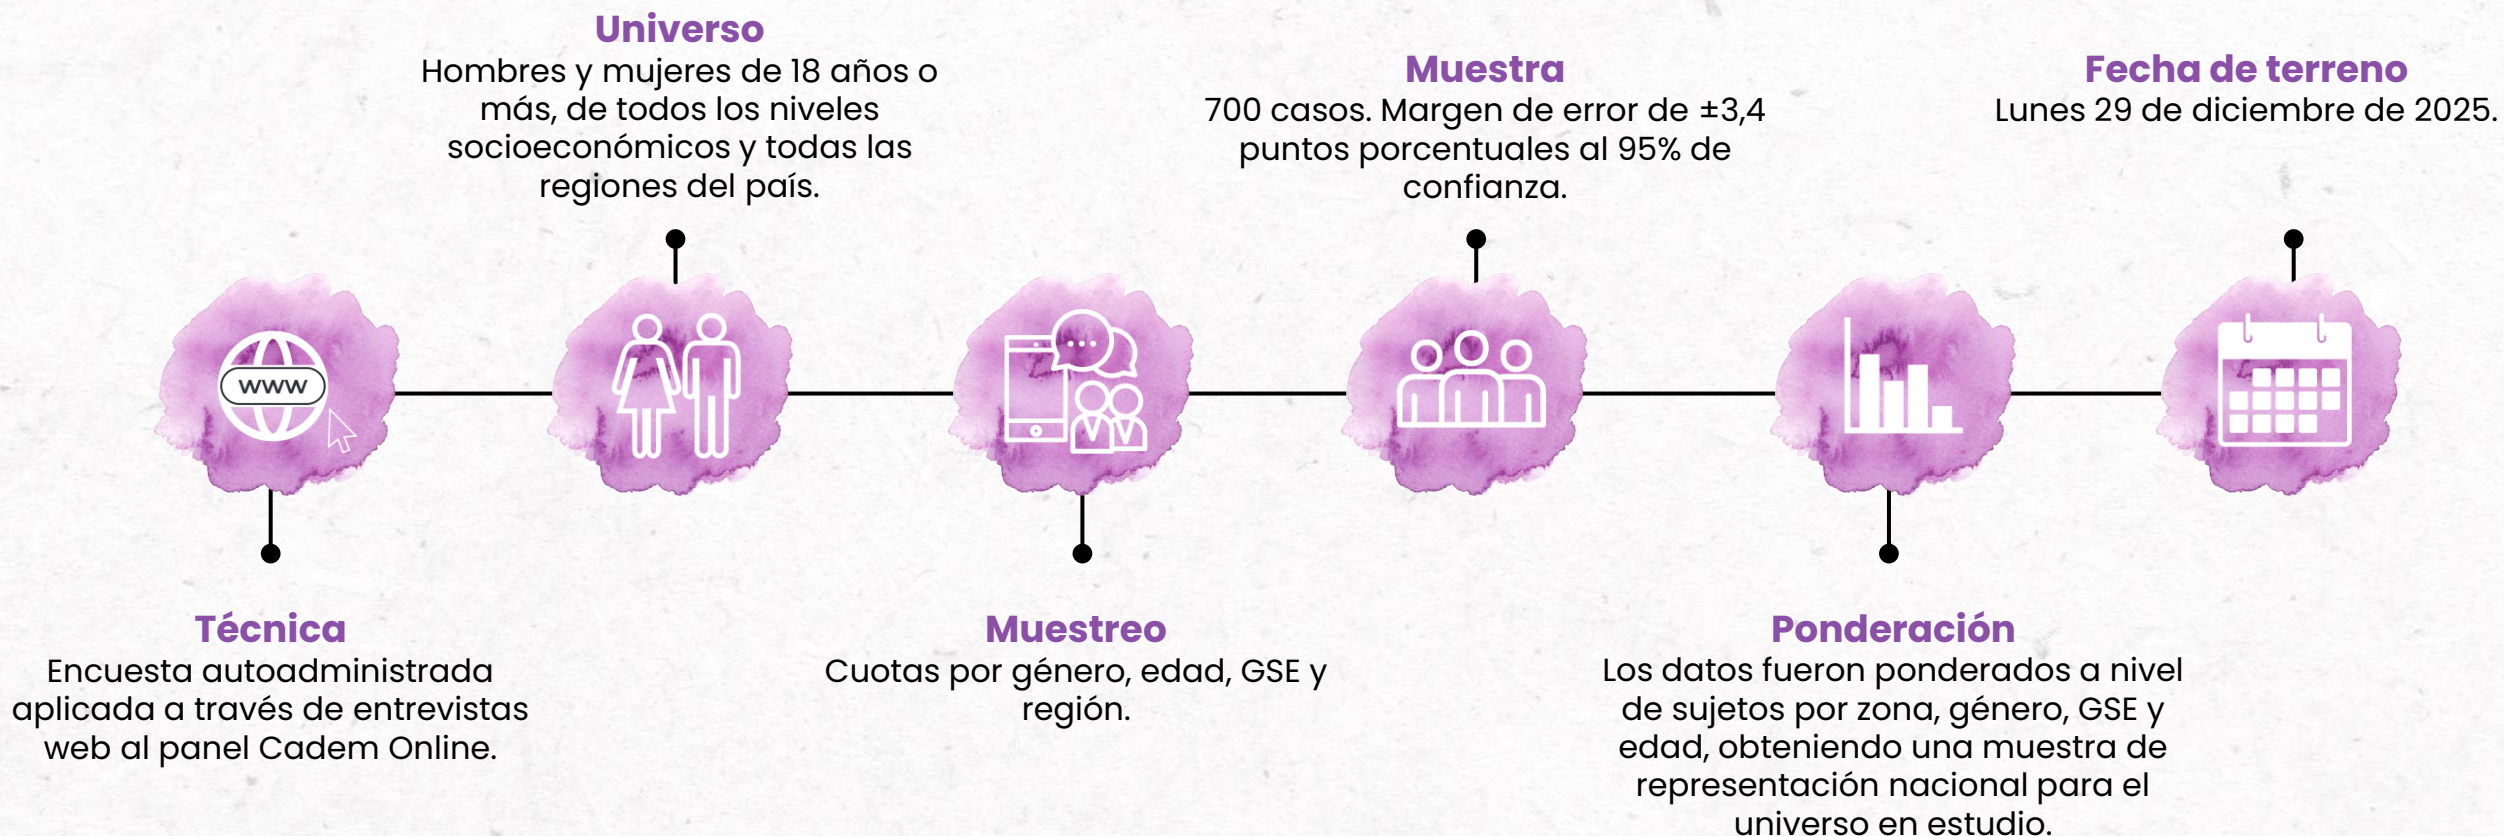 Universo
Hombres y mujeres de 18 años o
más, de todos los niveles
socioeconómicos y todas las
regiones del país.
Muestra
700 casos. Margen de error de ±3,4
puntos porcentuales al 95% de
confianza.
Fecha de terreno
Lunes 29 de diciembre de 2025.
www
Técnica
Encuesta autoadministrada
aplicada a través de entrevistas
web al panel Cadem Online.
Muestreo
Cuotas por género, edad, GSE y
región.
Ponderación
Los datos fueron ponderados a nivel
de sujetos por zona, género, GSE y
edad, obteniendo una muestra de
representación nacional para el
universo en estudio.